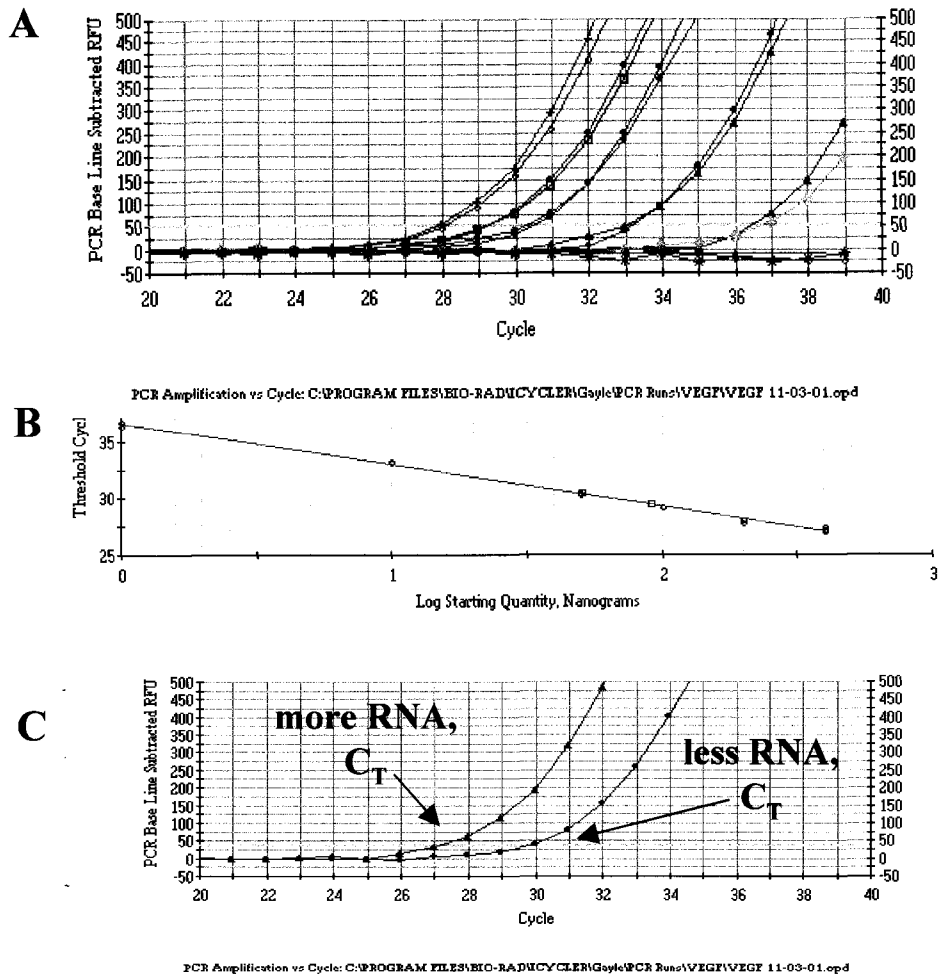 A
PCR Base Line Subtracted RFU
500
450
400
350
300
250
200
150
100
50
0
-50
500
450
400
350
300
250
200
150
100
50
0
-50
20 22 24 26 28 30 32 34 36 38 40
Cycle
PCR Amplification vs Cycle: C:\PROGRAM FILES\BIO-RAD\ICYCLER\Gayle\PCR Runs\VEGF\VEGF 11-03-01.opd
B
Threshold Cycl
35
30
25
0 1 2 3
Log Starting Quantity, Nanograms
C
PCR Base Line Subtracted RFU
500
450
400
350
300
250
200
150
100
50
0
-50
more RNA,
CT
less RNA,
CT
500
450
400
350
300
250
200
150
100
50
0
-50
20 22 24 26 28 30 32 34 36 38 40
Cycle
PCR Amplification vs Cycle: C:\PROGRAM FILES\BIO-RAD\ICYCLER\Gayle\PCR Runs\VEGF\VEGF 11-03-01.opd